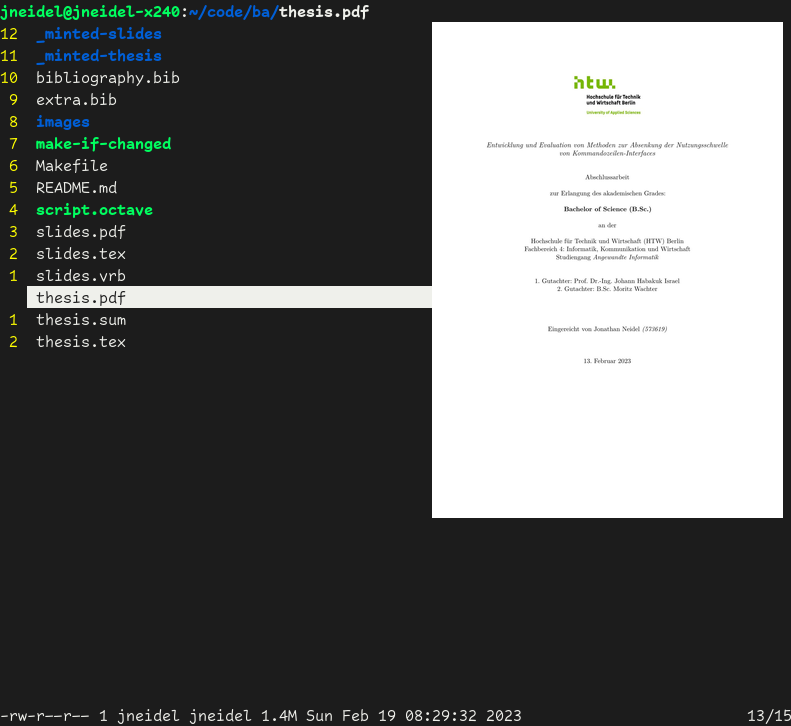 jneidel@jneidel-x240:~/code/ba/thesis.pdf
12 _minted-slides
11 _minted-thesis
10 bibliography.bib
9 extra.bib
8 images
7 make-if-changed
6 Makefile
5 README.md
4 script.octave
3 slides.pdf
2 slides.tex
1 slides.vrb
thesis.pdf
1 thesis.sum
2 thesis.tex
htw.
Hochschule für Technik
und Wirtschaft Berlin
University of Applied Sciences
Entwicklung und Evaluation von Methoden zur Absenkung der Nutzungsschwelle
von Kommandozeilen-Interfaces
Abschlussarbeit
zur Erlangung des akademischen Grades:
Bachelor of Science (B.Sc.)
an der
Hochschule für Technik und Wirtschaft (HTW) Berlin
Fachbereich 4: Informatik, Kommunikation und Wirtschaft
Studiengang Angewandte Informatik
1. Gutachter: Prof. Dr.-Ing. Johann Habakuk Israel
2. Gutachter: B.Sc. Moritz Wachter
Eingereicht von Jonathan Neidel (573619)
13. Februar 2023
-rw-r--r-- 1 jneidel jneidel 1.4M Sun Feb 19 08:29:32 2023 13/15